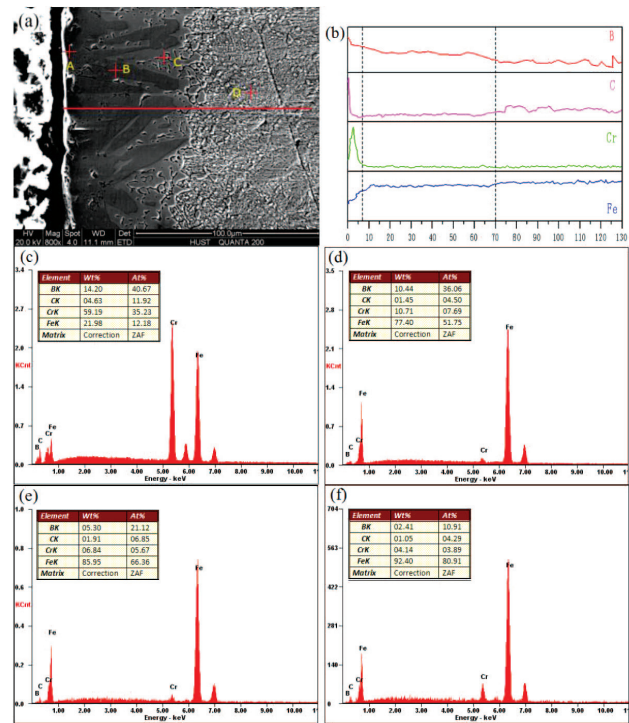 (a)
A
B
C
D
HV Mag Spot WD Det 100.0µm
20.0 kV 800x 4.0 11.1 mm ETD HUST QUANTA 200
(b)
B
C
Cr
Fe
0 10 20 30 40 50 60 70 80 90 100 110 120 130
(c)
Element Wt% At%
BK 14.20 40.67
CK 04.63 11.92
CrK 59.19 35.23
FeK 21.98 12.18
Matrix Correction ZAF
3.4
2.7
2.0
KCnt
1.4
0.7
0.0
Cr
Fe
Fe
Cr
C
B
1.00 2.00 3.00 4.00 5.00 6.00 7.00 8.00 9.00 10.00
Energy - keV
(d)
Element Wt% At%
BK 10.44 36.06
CK 01.45 04.50
CrK 10.71 07.69
FeK 77.40 51.75
Matrix Correction ZAF
3.4
2.7
2.0
KCnt
1.4
0.7
0.0
Fe
Fe
Cr
C
B
Cr
1.00 2.00 3.00 4.00 5.00 6.00 7.00 8.00 9.00 10.00
Energy - keV
(e)
Element Wt% At%
BK 05.30 21.12
CK 01.91 06.85
CrK 06.84 05.67
FeK 85.95 66.36
Matrix Correction ZAF
1.0
0.8
0.6
KCnt
0.4
0.2
0.0
Fe
Fe
Cr
C
B
Cr
1.00 2.00 3.00 4.00 5.00 6.00 7.00 8.00 9.00 10.00
Energy - keV
(f)
Element Wt% At%
BK 02.41 10.91
CK 01.05 04.29
CrK 04.14 03.89
FeK 92.40 80.91
Matrix Correction ZAF
704
563
422
281
140
0
Fe
Fe
Cr
C
B
Cr
1.00 2.00 3.00 4.00 5.00 6.00 7.00 8.00 9.00 10.00
Energy - keV